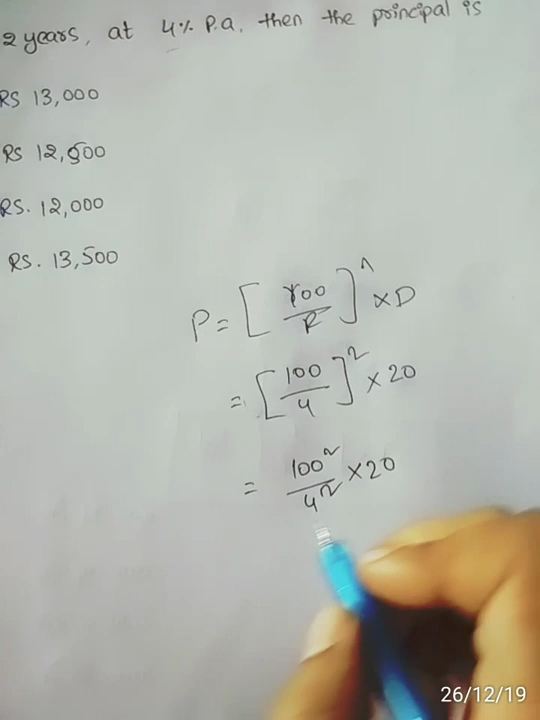 2 years, at 4% P.a, then the principal is
RS 13,000
RS 12,500
RS. 12,000
RS. 13,500
P = [100/R]^n × D
= [100/4]^2 × 20
= 100^2/4^2 × 20
26/12/19